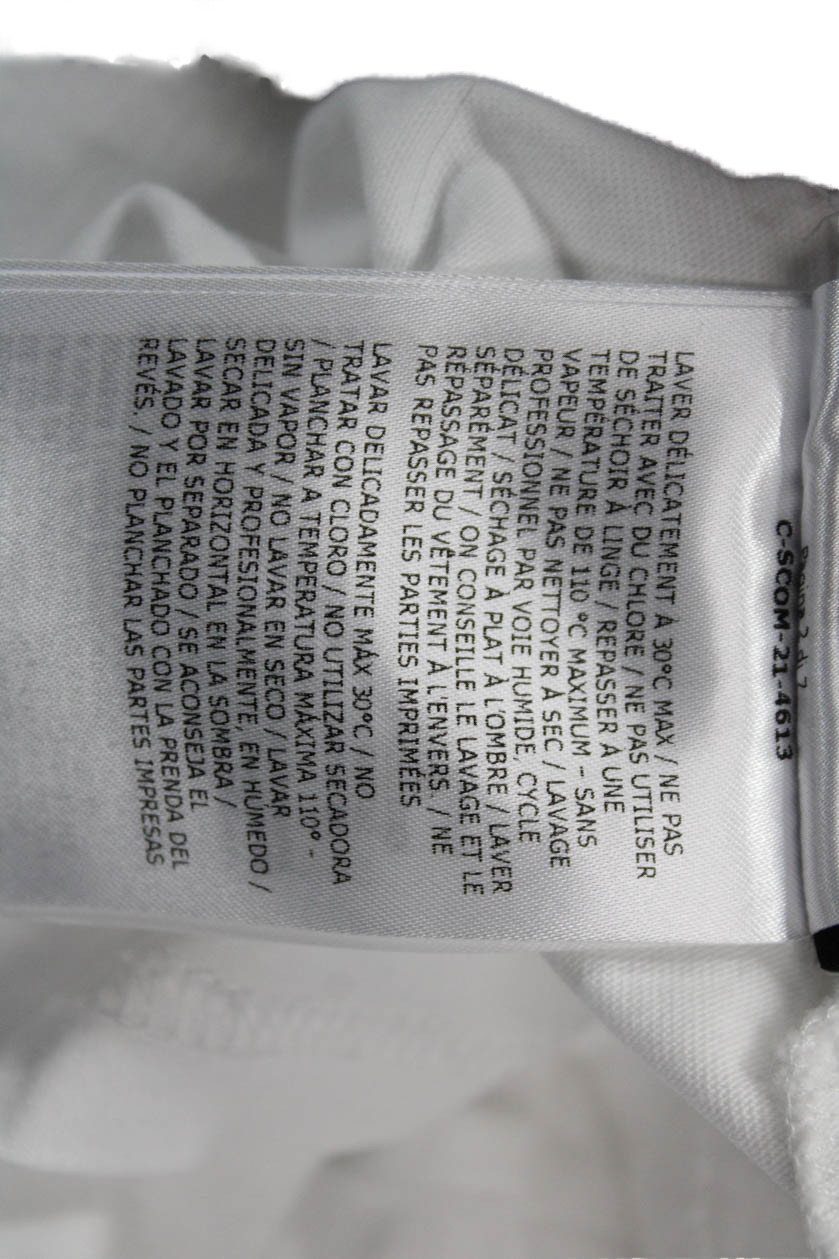 Pagina 2 di 7
C-SCOM-21-4613
LAVER DÉLICATEMENT À 30°C MAX / NE PAS
TRAITER AVEC DU CHLORE / NE PAS UTILISER
DE SÉCHOIR À LINGE / REPASSER À UNE
TEMPÉRATURE DE 110 °C MAXIMUM - SANS
VAPEUR / NE PAS NETTOYER À SEC / LAVAGE
PROFESSIONNEL PAR VOIE HUMIDE, CYCLE
DÉLICAT / SÉCHAGE À PLAT À L'OMBRE / LAVER
SÉPARÉMENT / ON CONSEILLE LE LAVAGE ET LE
RÉPASSAGE DU VÊTEMENT À L'ENVERS. / NE
PAS REPASSER LES PARTIES IMPRIMÉES
LAVAR DELICADAMENTE MÁX 30°C / NO
TRATAR CON CLORO / NO UTILIZAR SECADORA
/ PLANCHAR A TEMPERATURA MÁXIMA 110° -
SIN VAPOR / NO LAVAR EN SECO / LAVAR
DELICADA Y PROFESIONALMENTE, EN HÚMEDO /
SECAR EN HORIZONTAL EN LA SOMBRA /
LAVAR POR SEPARADO / SE ACONSEJA EL
LAVADO Y EL PLANCHADO CON LA PRENDA DEL
REVÉS. / NO PLANCHAR LAS PARTES IMPRESAS